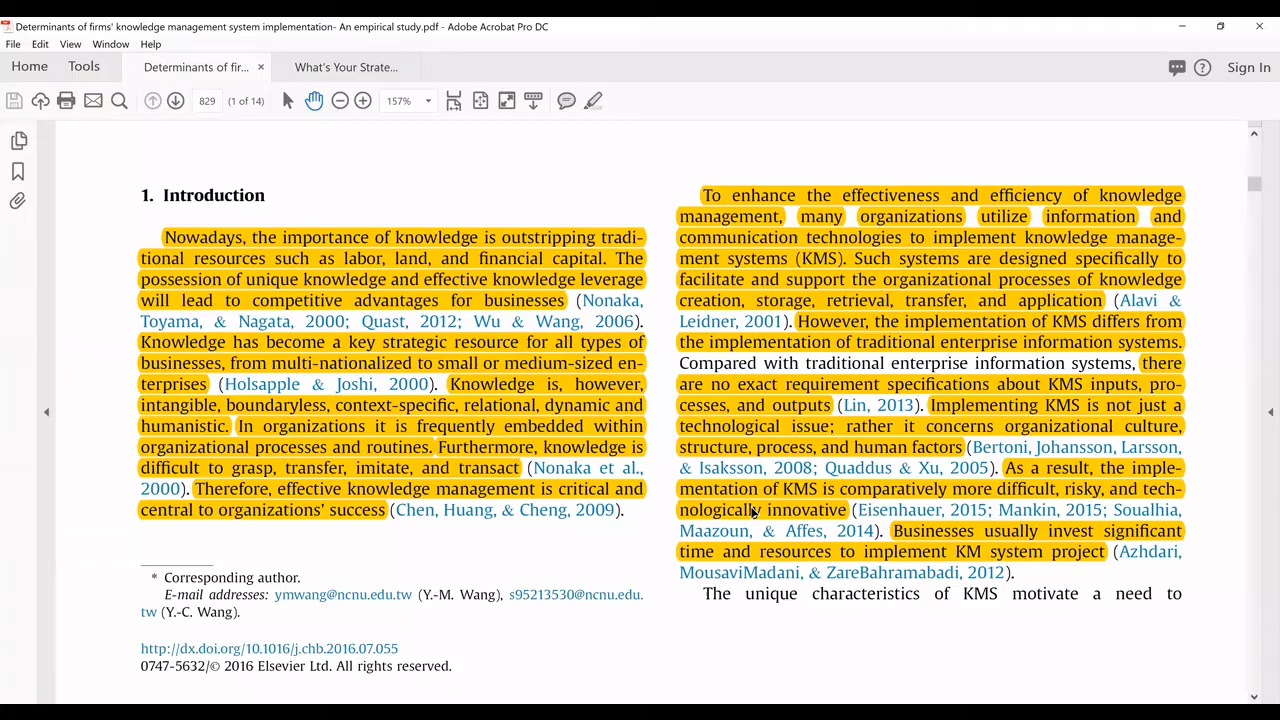 Determinants of firms' knowledge management system implementation- An empirical study.pdf - Adobe Acrobat Pro DC
File Edit View Window Help
Home Tools Determinants of fir... × What's Your Strate... Sign In
829 (1 of 14) 157%
1. Introduction
Nowadays, the importance of knowledge is outstripping tradi-
tional resources such as labor, land, and financial capital. The
possession of unique knowledge and effective knowledge leverage
will lead to competitive advantages for businesses (Nonaka,
Toyama, & Nagata, 2000; Quast, 2012; Wu & Wang, 2006).
Knowledge has become a key strategic resource for all types of
businesses, from multi-nationalized to small or medium-sized en-
terprises (Holsapple & Joshi, 2000). Knowledge is, however,
intangible, boundaryless, context-specific, relational, dynamic and
humanistic. In organizations it is frequently embedded within
organizational processes and routines. Furthermore, knowledge is
difficult to grasp, transfer, imitate, and transact (Nonaka et al.,
2000). Therefore, effective knowledge management is critical and
central to organizations' success (Chen, Huang, & Cheng, 2009).
* Corresponding author.
E-mail addresses: ymwang@ncnu.edu.tw (Y.-M. Wang), s95213530@ncnu.edu.
tw (Y.-C. Wang).
http://dx.doi.org/10.1016/j.chb.2016.07.055
0747-5632/© 2016 Elsevier Ltd. All rights reserved.
To enhance the effectiveness and efficiency of knowledge
management, many organizations utilize information and
communication technologies to implement knowledge manage-
ment systems (KMS). Such systems are designed specifically to
facilitate and support the organizational processes of knowledge
creation, storage, retrieval, transfer, and application (Alavi &
Leidner, 2001). However, the implementation of KMS differs from
the implementation of traditional enterprise information systems.
Compared with traditional enterprise information systems, there
are no exact requirement specifications about KMS inputs, pro-
cesses, and outputs (Lin, 2013). Implementing KMS is not just a
technological issue; rather it concerns organizational culture,
structure, process, and human factors (Bertoni, Johansson, Larsson,
& Isaksson, 2008; Quaddus & Xu, 2005). As a result, the imple-
mentation of KMS is comparatively more difficult, risky, and tech-
nologically innovative (Eisenhauer, 2015; Mankin, 2015; Soualhia,
Maazoun, & Affes, 2014). Businesses usually invest significant
time and resources to implement KM system project (Azhdari,
MousaviMadani, & ZareBahramabadi, 2012).
The unique characteristics of KMS motivate a need to